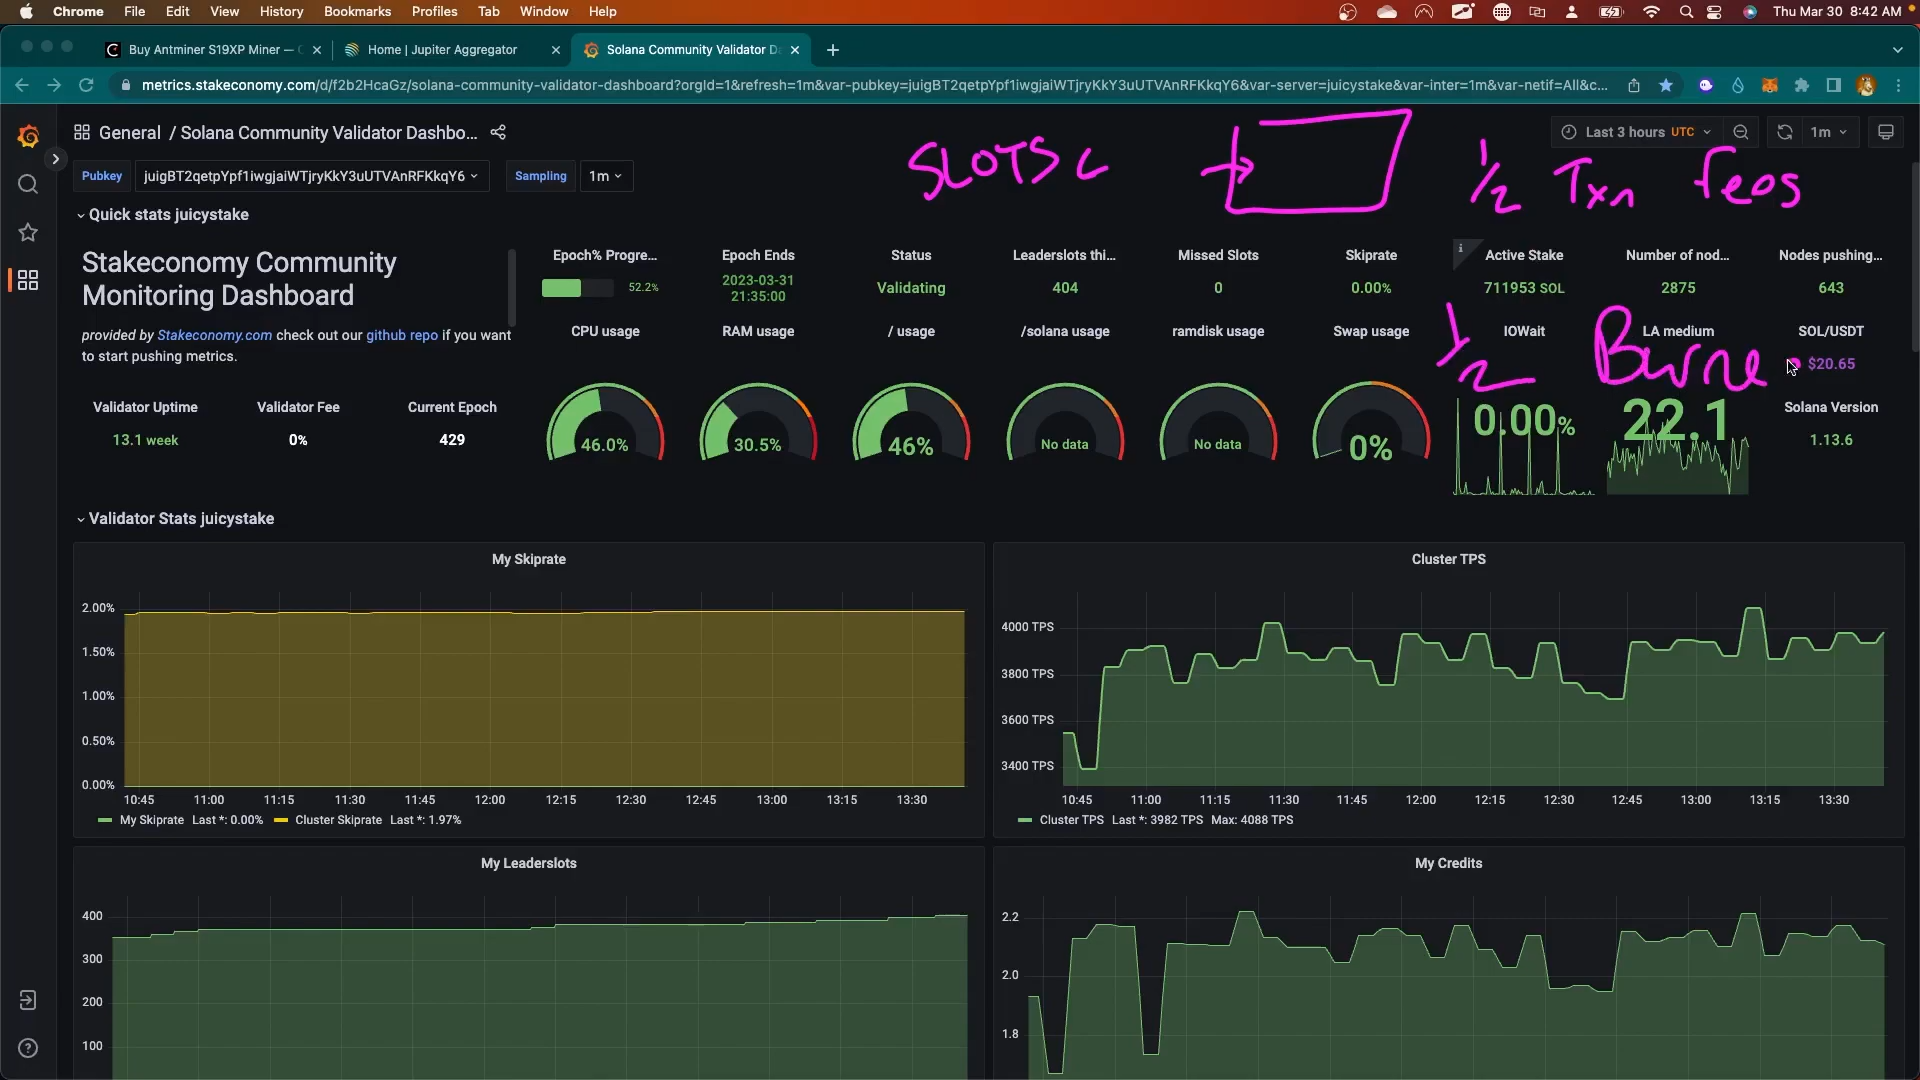 Chrome File Edit View History Bookmarks Profiles Tab Window Help Thu Mar 30 8:42 AM
Buy Antminer S19XP Miner — Home | Jupiter Aggregator Solana Community Validator Da
metrics.stakeconomy.com/d/f2b2HcaGz/solana-community-validator-dashboard?orgId=1&refresh=1m&var-pubkey=juigBT2qetpYpf1iwgjaiWTjryKkY3uUTVAnRFKkqY6&var-server=juicystake&var-inter=1m&var-netif=All&c...
General / Solana Community Validator Dashbo... Last 3 hours UTC 1m
SLOTS 1/2 Txn fees
Pubkey juigBT2qetpYpf1iwgjaiWTjryKkY3uUTVAnRFKkqY6 Sampling 1m
Quick stats juicystake
Stakeconomy Community
Monitoring Dashboard
provided by Stakeconomy.com check out our github repo if you want
to start pushing metrics.
Validator Uptime Validator Fee Current Epoch
13.1 week 0% 429
Epoch% Progre... Epoch Ends Status Leaderslots thi... Missed Slots Skiprate Active Stake Number of nod... Nodes pushing...
52.2% 2023-03-31 21:35:00 Validating 404 0 0.00% 711953 SOL 2875 643
CPU usage RAM usage / usage /solana usage ramdisk usage Swap usage IOWait LA medium SOL/USDT
1/2 Burne $20.65
46.0% 30.5% 46% No data No data 0% 0.00% 22.1
Solana Version
1.13.6
Validator Stats juicystake
My Skiprate
2.00%
1.50%
1.00%
0.50%
0.00%
10:45 11:00 11:15 11:30 11:45 12:00 12:15 12:30 12:45 13:00 13:15 13:30
My Skiprate Last *: 0.00% Cluster Skiprate Last *: 1.97%
Cluster TPS
4000 TPS
3800 TPS
3600 TPS
3400 TPS
10:45 11:00 11:15 11:30 11:45 12:00 12:15 12:30 12:45 13:00 13:15 13:30
Cluster TPS Last *: 3982 TPS Max: 4088 TPS
My Leaderslots
400
300
200
100
My Credits
2.2
2.0
1.8